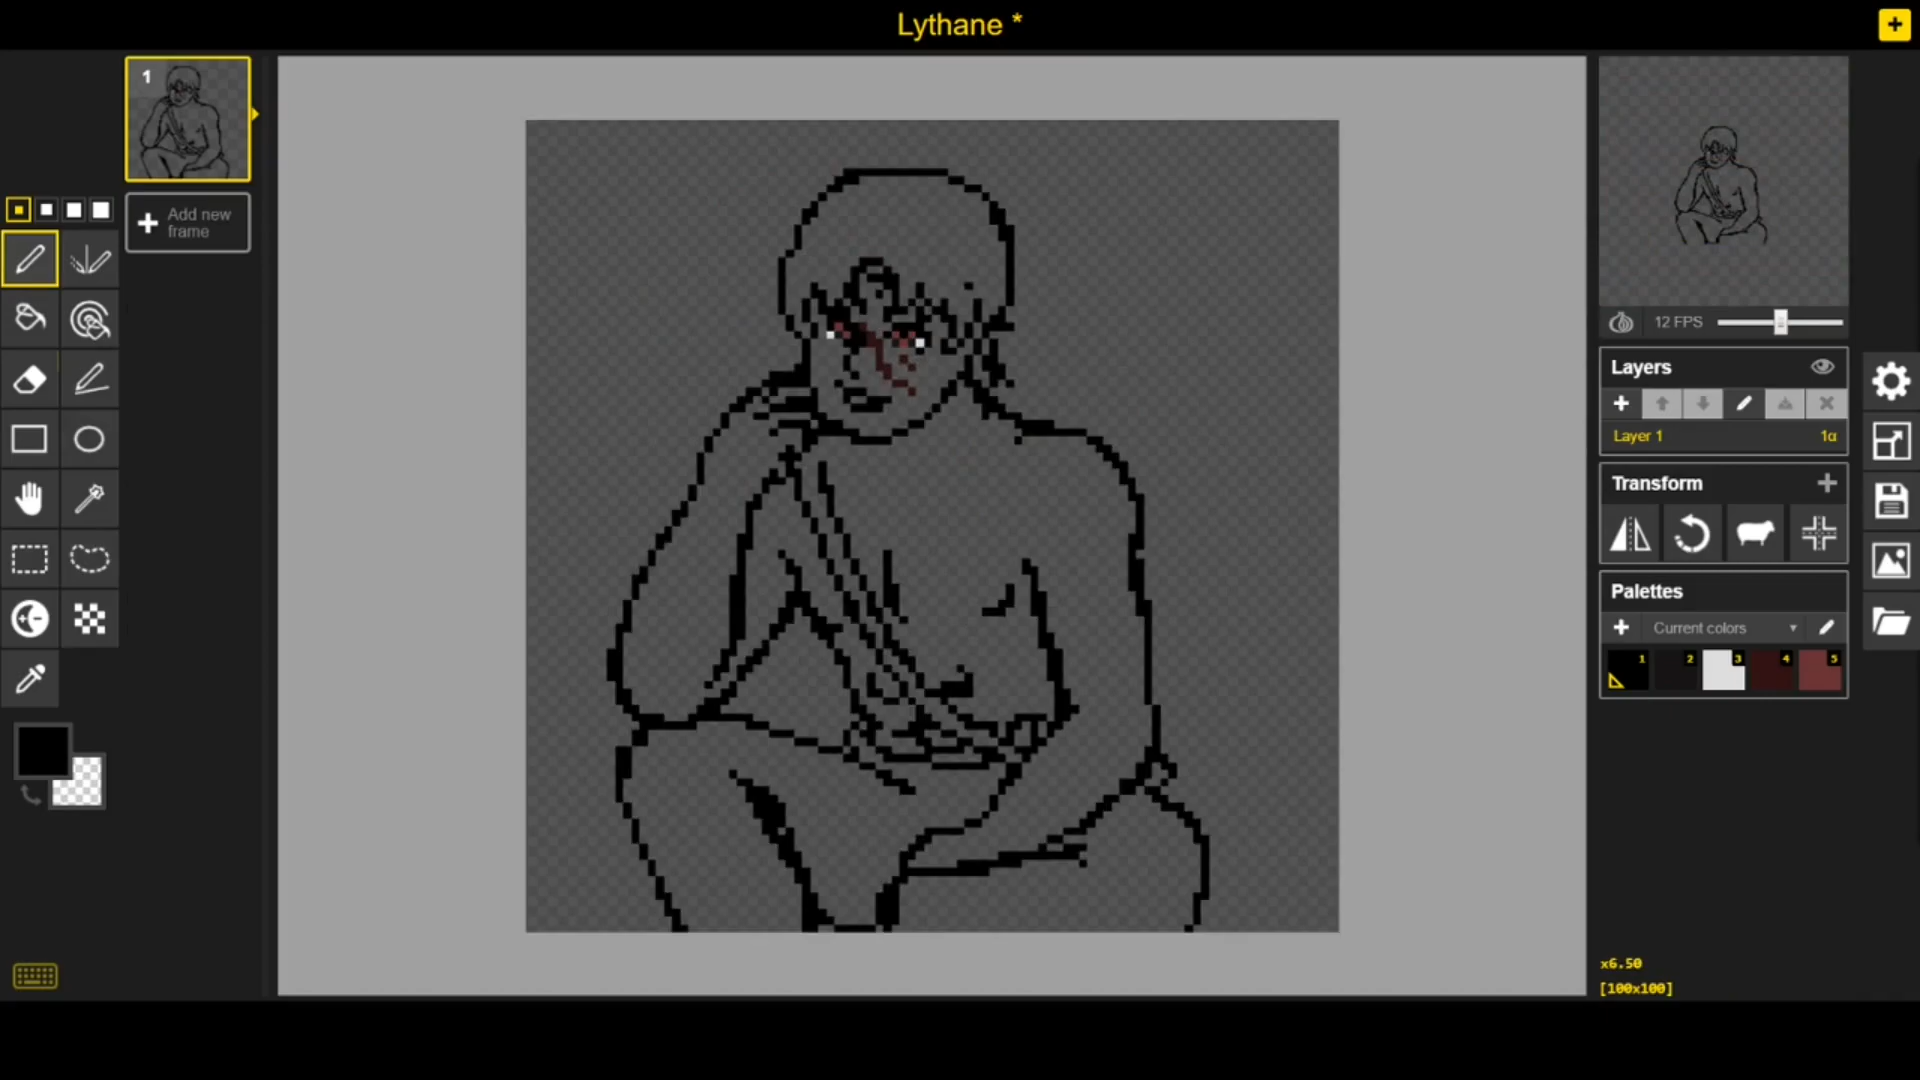 Lythane *
+
1
Add new
frame
12 FPS
Layers
Layer 1
1α
Transform
Palettes
Current colors
1
2
3
4
5
x6.50
[100x100]